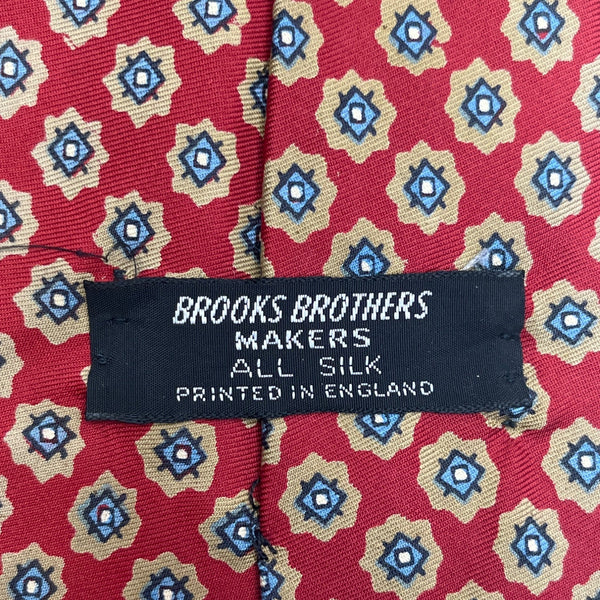 BROOKS BROTHERS
MAKERS
ALL SILK
PRINTED IN ENGLAND